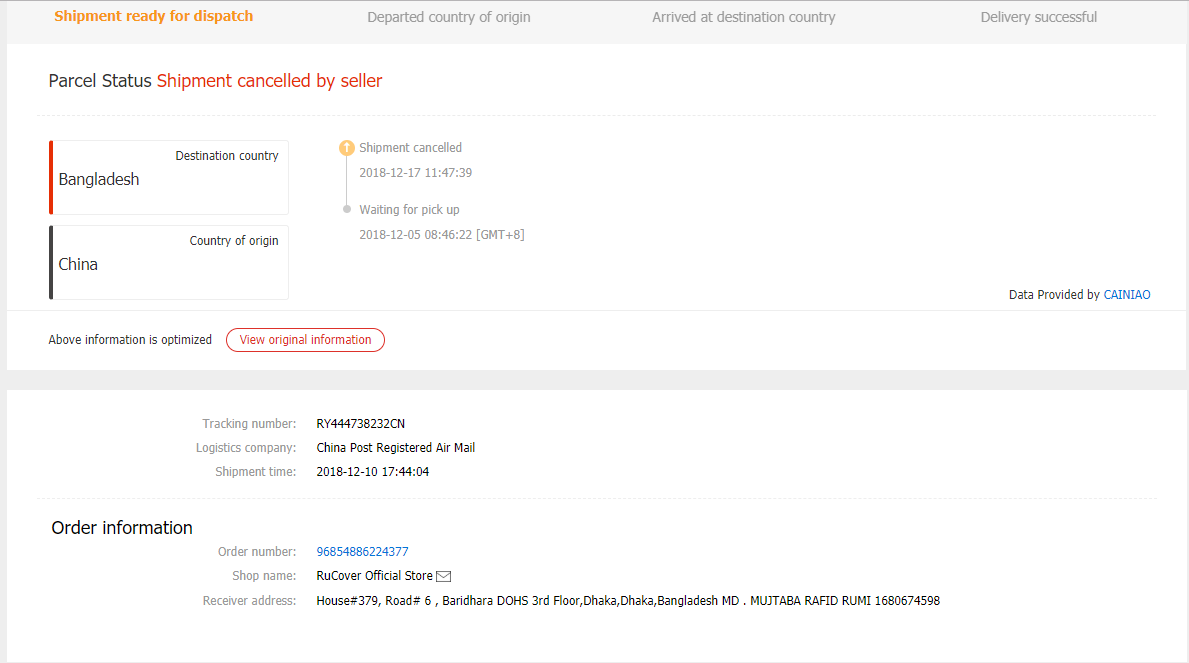 Shipment ready for dispatch
Departed country of origin
Arrived at destination country
Delivery successful
Parcel Status Shipment cancelled by seller
Destination country
Bangladesh
Country of origin
China
Shipment cancelled
2018-12-17 11:47:39
Waiting for pick up
2018-12-05 08:46:22 [GMT+8]
Data Provided by CAINIAO
Above information is optimized
View original information
Tracking number: RY444738232CN
Logistics company: China Post Registered Air Mail
Shipment time: 2018-12-10 17:44:04
Order information
Order number: 96854886224377
Shop name: RuCover Official Store
Receiver address: House#379, Road# 6 , Baridhara DOHS 3rd Floor,Dhaka,Dhaka,Bangladesh MD . MUJTABA RAFID RUMI 1680674598